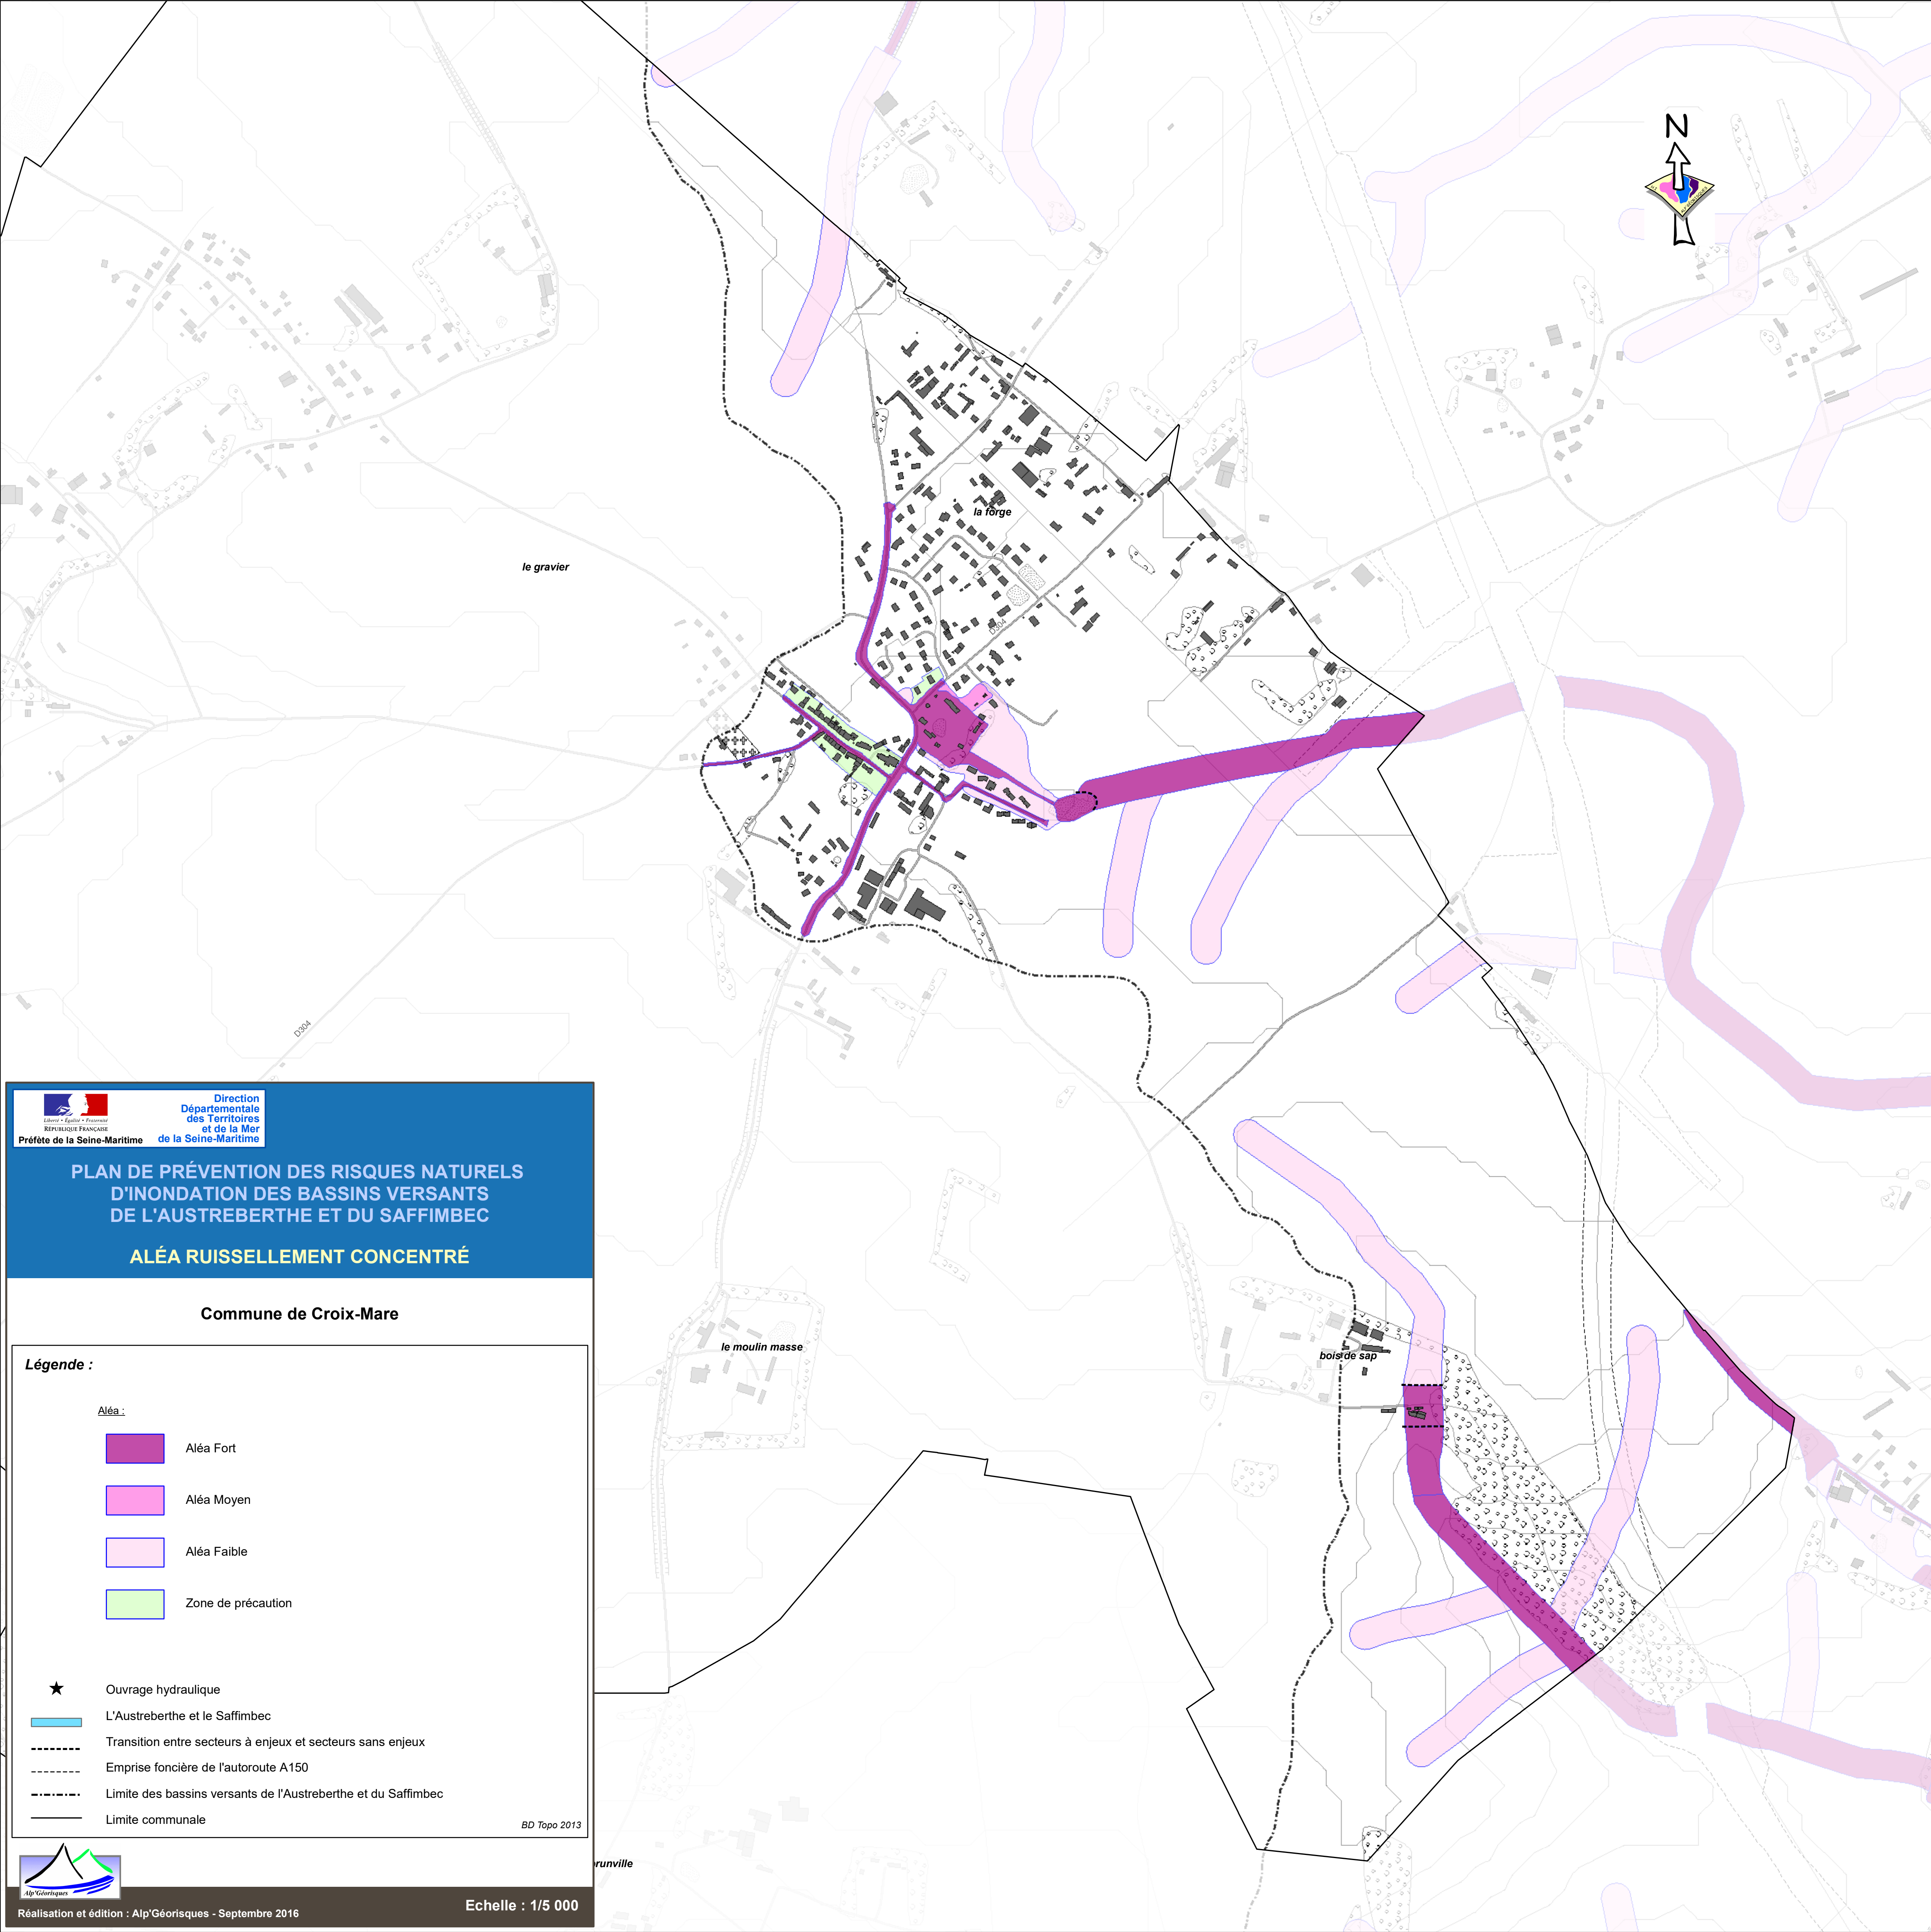 N
la forge
le gravier
D304
D304
Liberté • Égalité • Fraternité
RÉPUBLIQUE FRANÇAISE
Préfète de la Seine-Maritime
Direction
Départementale
des Territoires
et de la Mer
de la Seine-Maritime
PLAN DE PRÉVENTION DES RISQUES NATURELS
D'INONDATION DES BASSINS VERSANTS
DE L'AUSTREBERTHE ET DU SAFFIMBEC
ALÉA RUISSELLEMENT CONCENTRÉ
Commune de Croix-Mare
Légende :
Aléa :
Aléa Fort
Aléa Moyen
Aléa Faible
Zone de précaution
Ouvrage hydraulique
L'Austreberthe et le Saffimbec
Transition entre secteurs à enjeux et secteurs sans enjeux
Emprise foncière de l'autoroute A150
Limite des bassins versants de l'Austreberthe et du Saffimbec
Limite communale
BD Topo 2013
Alp'Géorisques
Réalisation et édition : Alp'Géorisques - Septembre 2016
Echelle : 1/5 000
le moulin masse
bois de sap
brunville